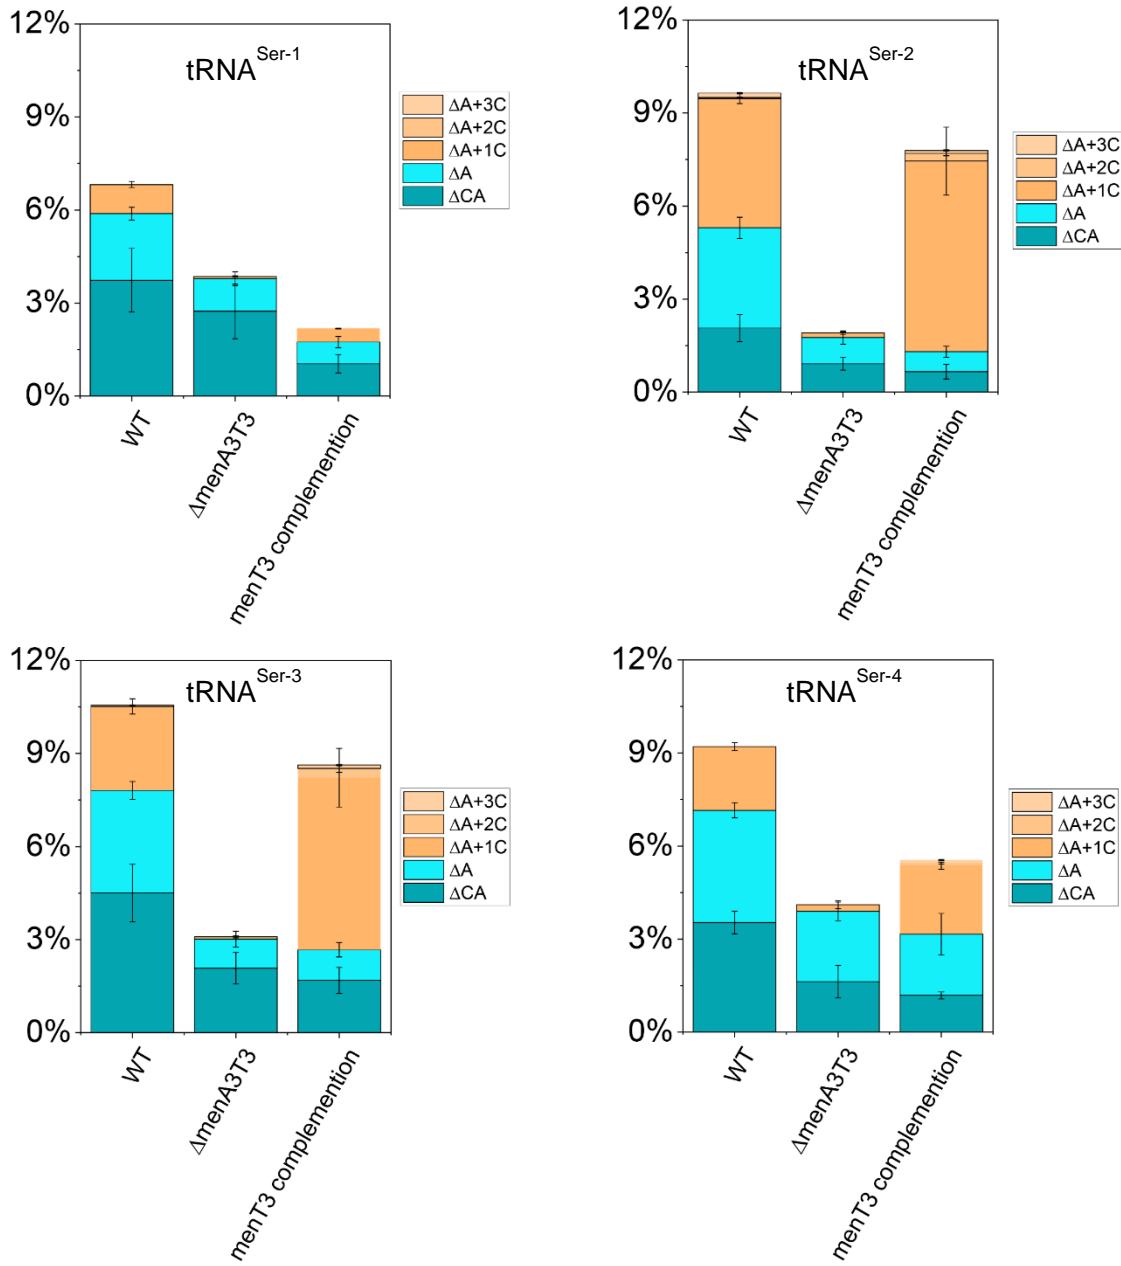 12%
9%
6%
3%
0%
tRNA^Ser-1
ΔA+3C
ΔA+2C
ΔA+1C
ΔA
ΔCA
WT
ΔmenA3T3
menT3 complemention
12%
9%
6%
3%
0%
tRNA^Ser-2
ΔA+3C
ΔA+2C
ΔA+1C
ΔA
ΔCA
WT
ΔmenA3T3
menT3 complemention
12%
9%
6%
3%
0%
tRNA^Ser-3
ΔA+3C
ΔA+2C
ΔA+1C
ΔA
ΔCA
WT
ΔmenA3T3
menT3 complemention
12%
9%
6%
3%
0%
tRNA^Ser-4
ΔA+3C
ΔA+2C
ΔA+1C
ΔA
ΔCA
WT
ΔmenA3T3
menT3 complemention